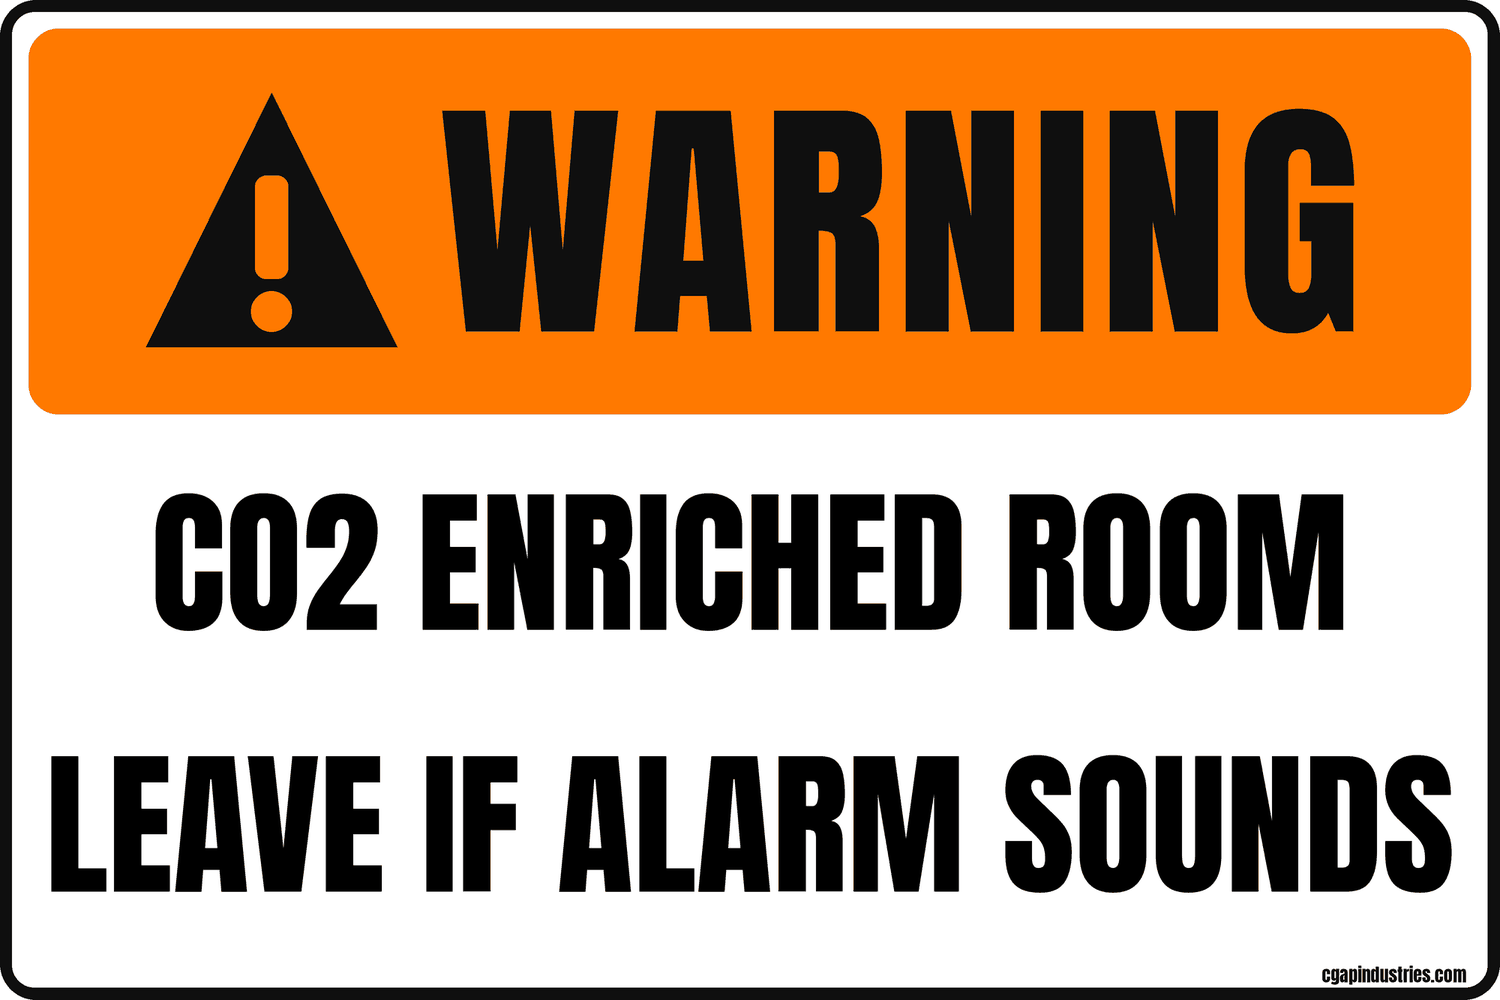 WARNING
CO2 ENRICHED ROOM
LEAVE IF ALARM SOUNDS
cgapindustries.com